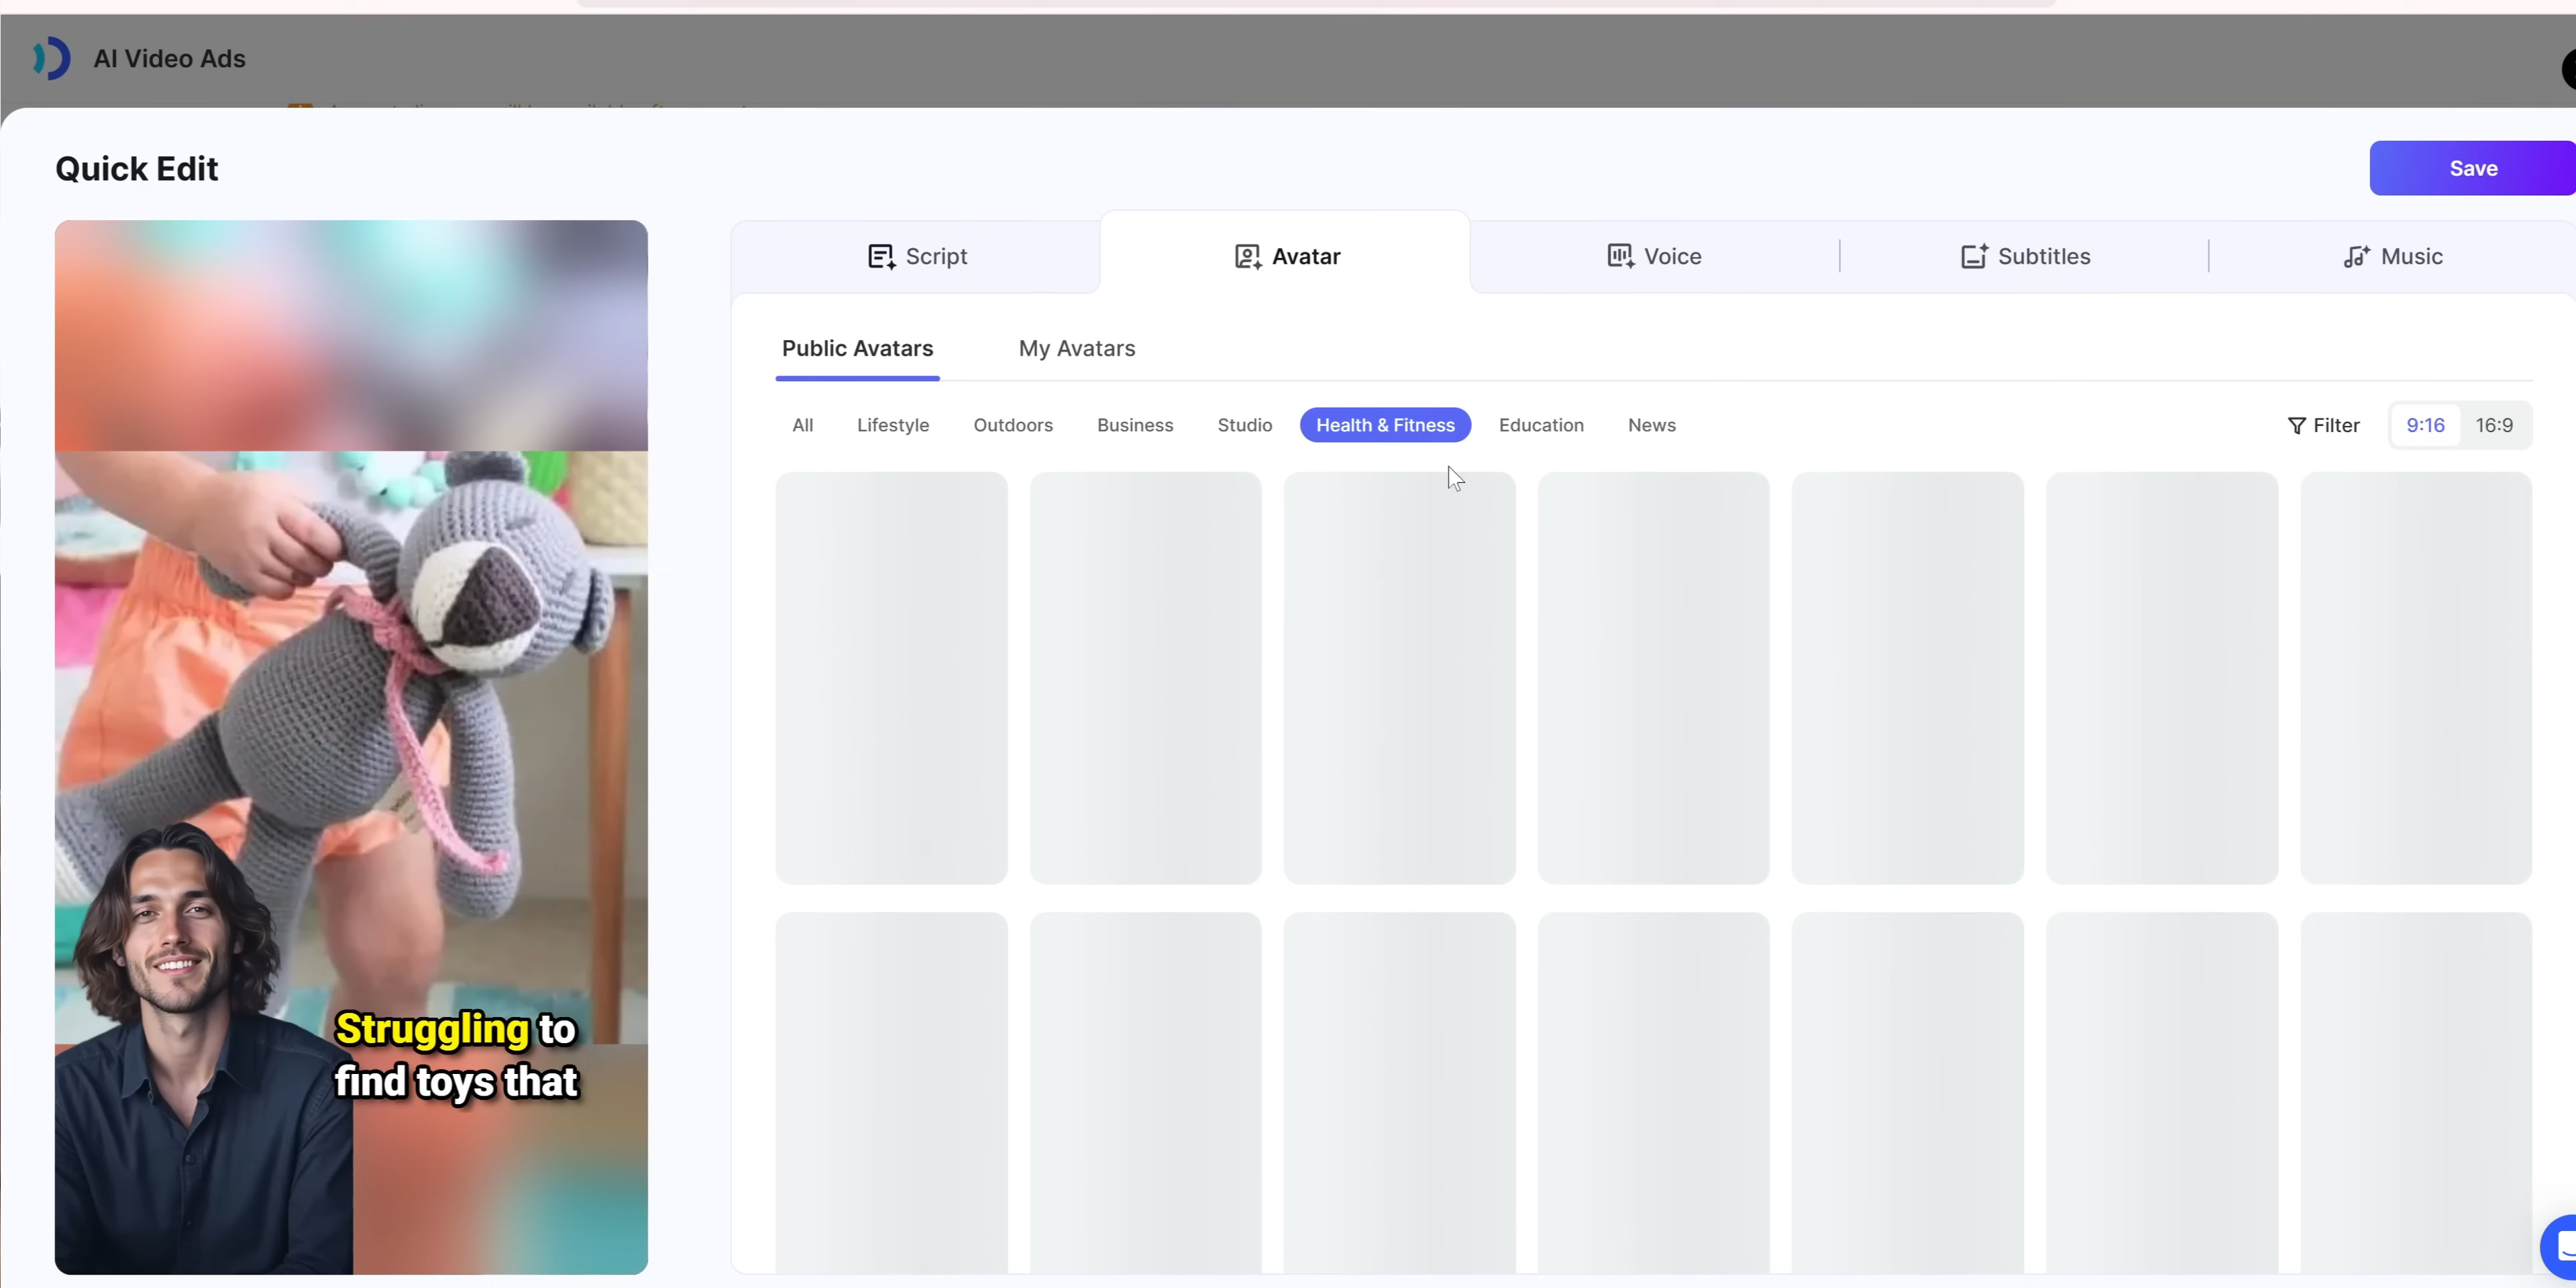 AI Video Ads
Quick Edit
Save
Script
Avatar
Voice
Subtitles
Music
Public Avatars
My Avatars
All
Lifestyle
Outdoors
Business
Studio
Health & Fitness
Education
News
Filter
9:16
16:9
Struggling to
find toys that